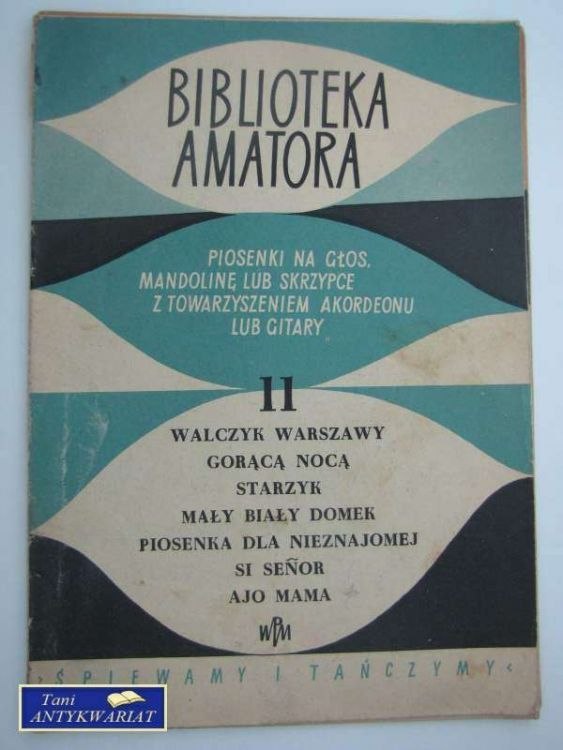 BIBLIOTEKA
AMATORA
PIOSENKI NA GŁOS,
MANDOLINĘ LUB SKRZYPCE
Z TOWARZYSZENIEM AKORDEONU
LUB GITARY
11
WALCZYK WARSZAWY
GORĄCĄ NOCĄ
STARZYK
MAŁY BIAŁY DOMEK
PIOSENKA DLA NIEZNAJOMEJ
SI SEÑOR
AJO MAMA
PWM
›ŚPIEWAMY I TAŃCZYMY‹
Tani
ANTYKWARIAT